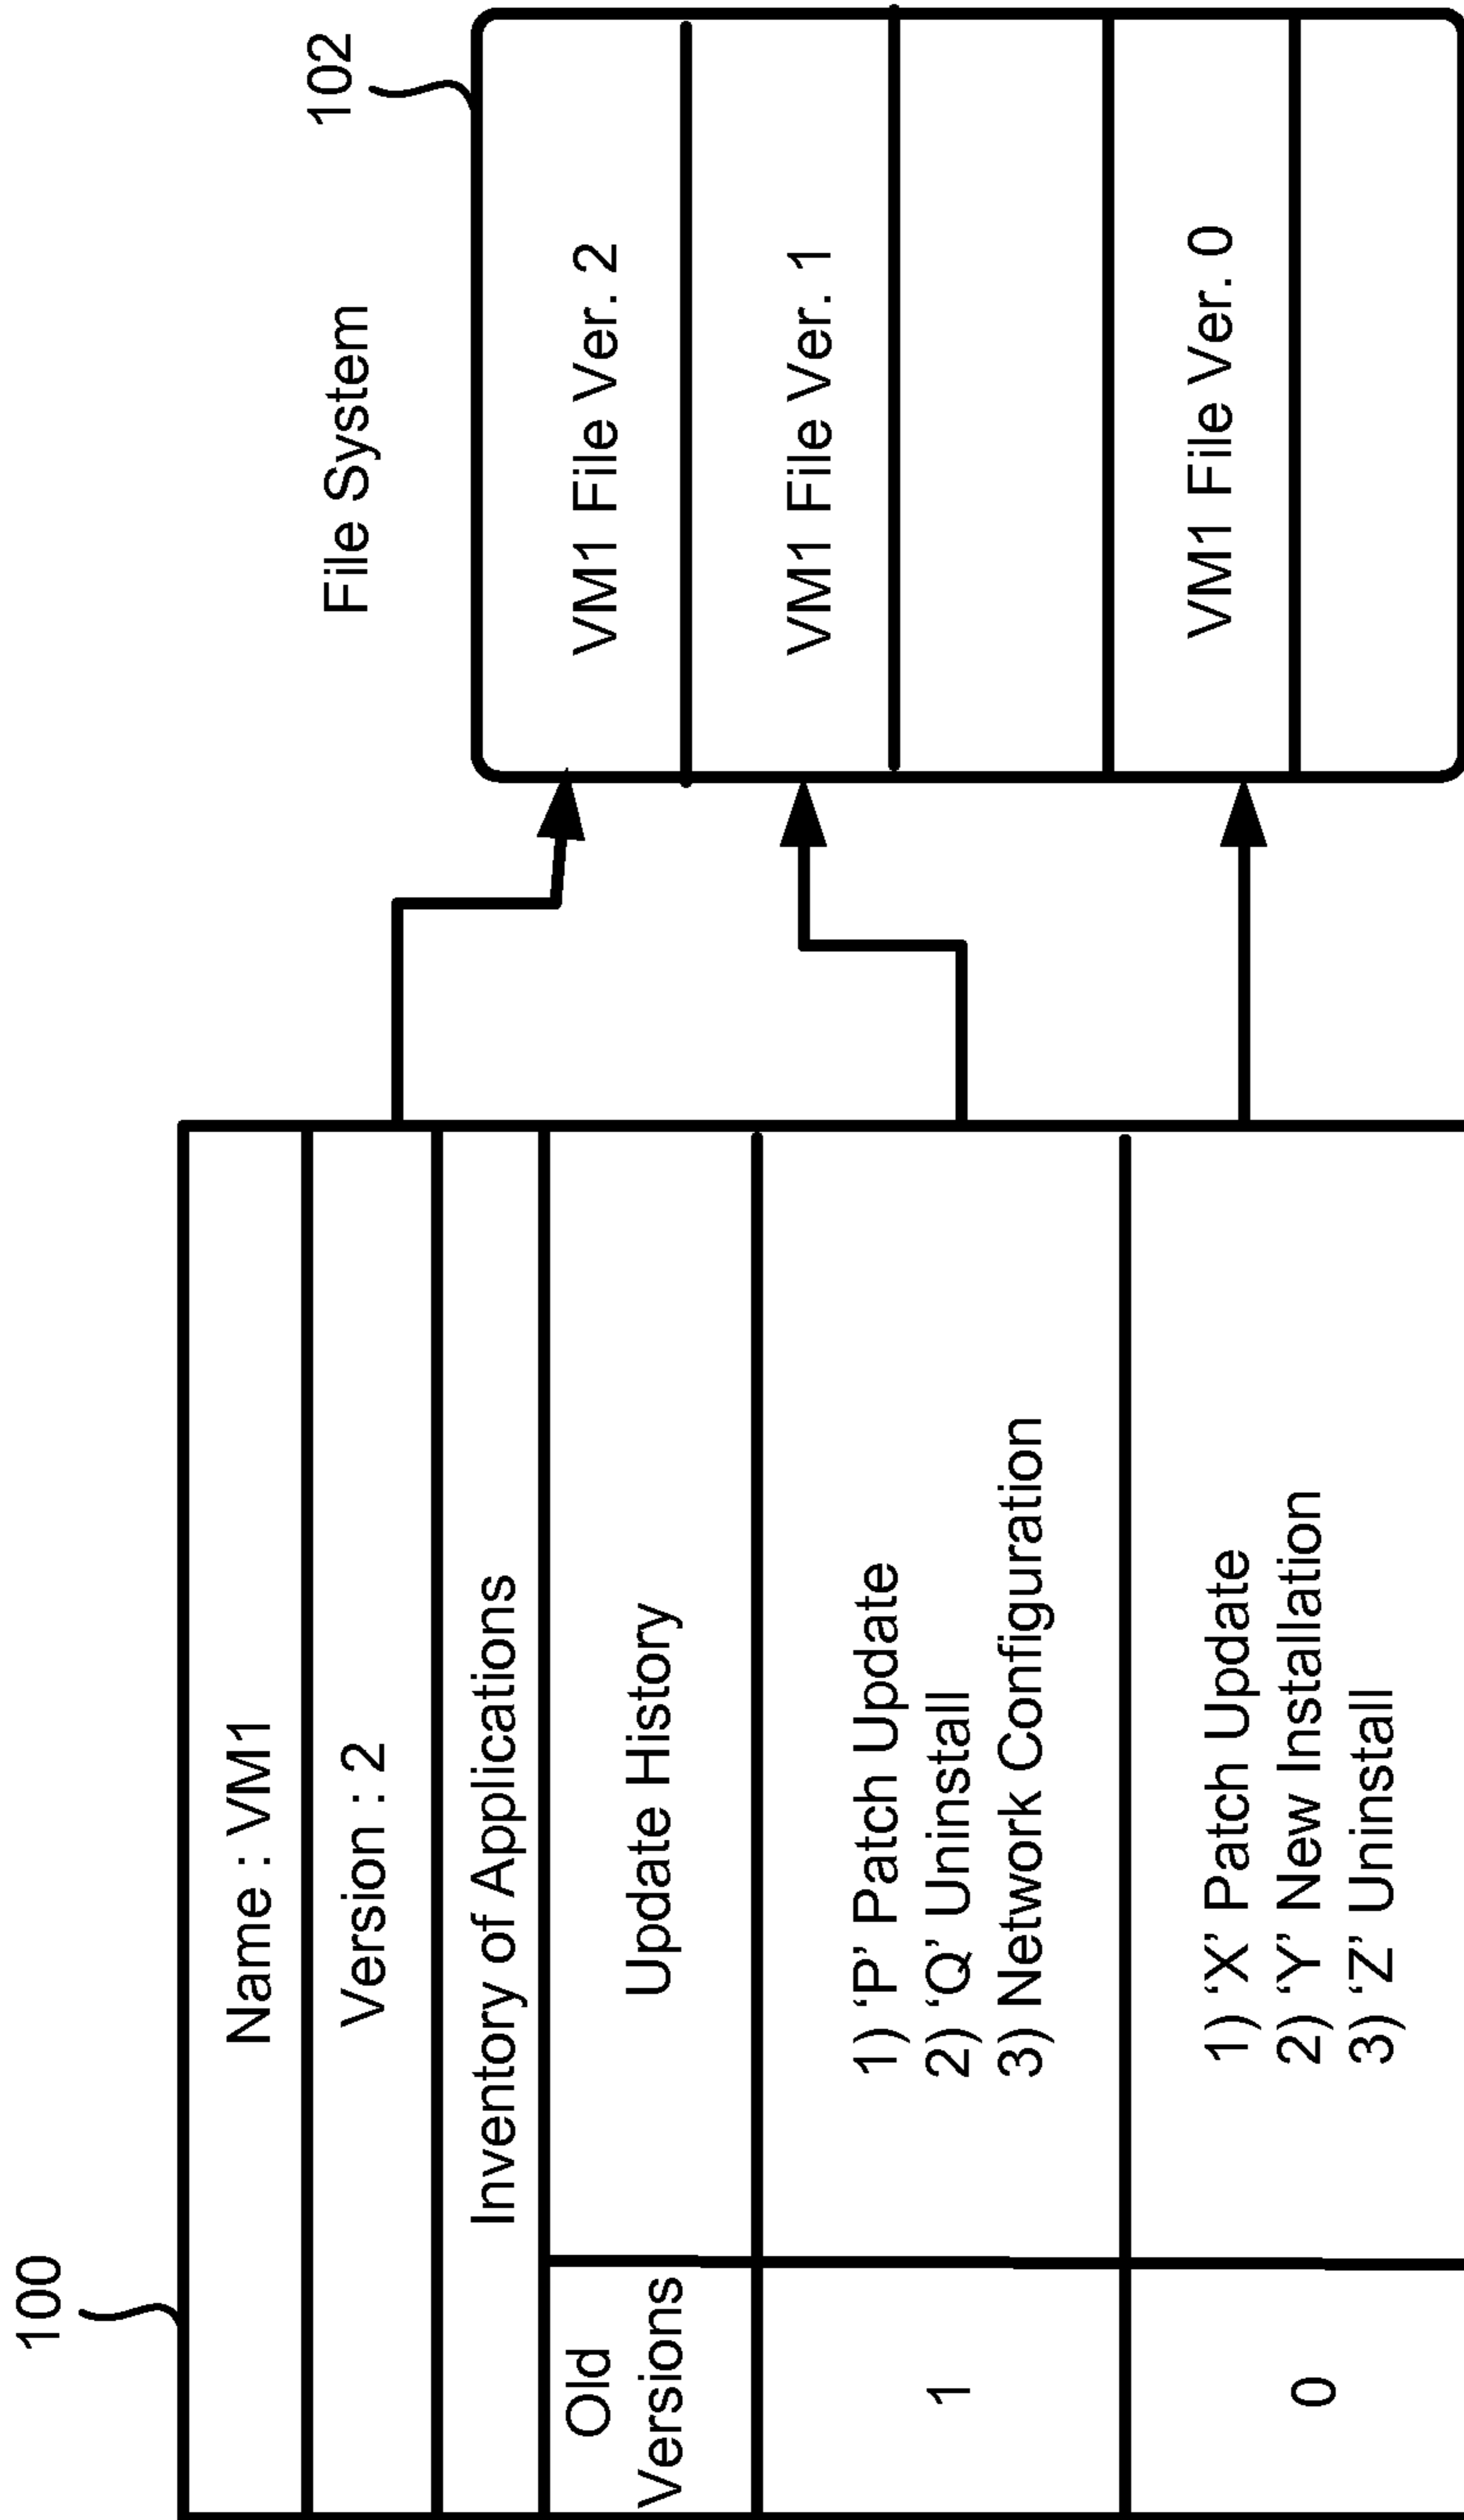 100
Name : VM1
Version : 2
Inventory of Applications
Old
Versions
Update History
1
1) ‘P’ Patch Update
2) ‘Q’ Uninstall
3) Network Configuration
0
1) ‘X’ Patch Update
2) ‘Y’ New Installation
3) ‘Z’ Uninstall
File System
102
VM1 File Ver. 2
VM1 File Ver. 1
VM1 File Ver. 0